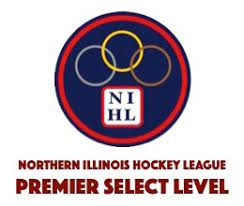 NI
HL
NORTHERN ILLINOIS HOCKEY LEAGUE
PREMIER SELECT LEVEL